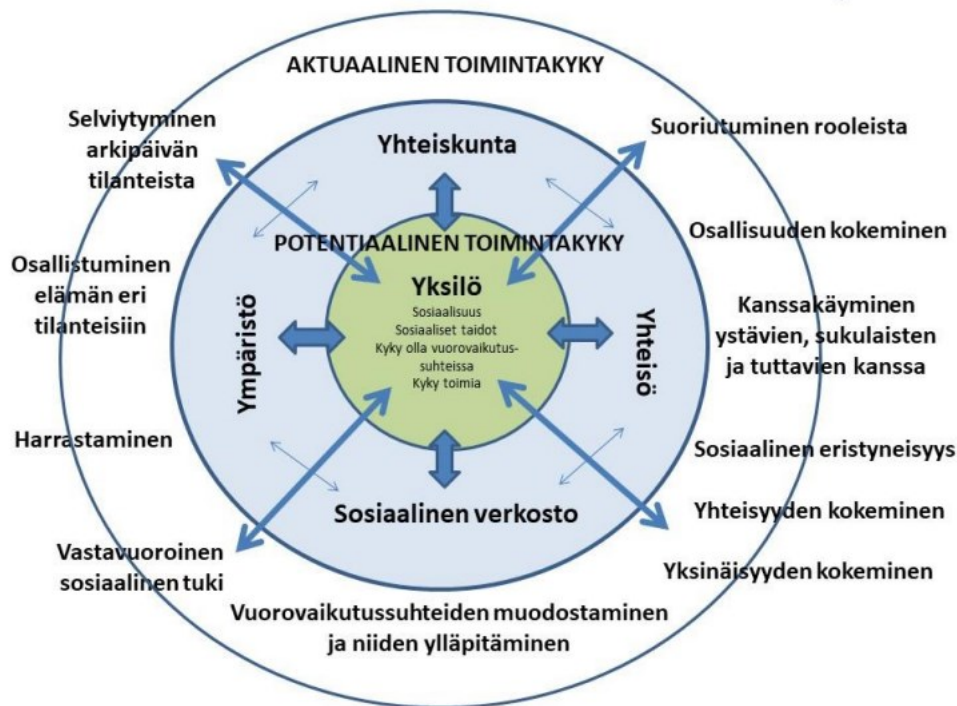 AKTUAALINEN TOIMINTAKYKY
Selviytyminen
arkipäivän
tilanteista
Yhteiskunta
Suoriutuminen rooleista
Osallistuminen
elämän eri
tilanteisiin
POTENTIAALINEN TOIMINTAKYKY
Yksilö
Sosiaalisuus
Sosiaaliset taidot
Kyky olla vuorovaikutus-
suhteissa
Kyky toimia
Ympäristö
Yhteisö
Osallisuuden kokeminen
Kanssakäyminen
ystävien, sukulaisten
ja tuttavien kanssa
Harrastaminen
Sosiaalinen eristyneisyys
Sosiaalinen verkosto
Yhteisyyden kokeminen
Vastavuoroinen
sosiaalinen tuki
Yksinäisyyden kokeminen
Vuorovaikutussuhteiden muodostaminen
ja niiden ylläpitäminen